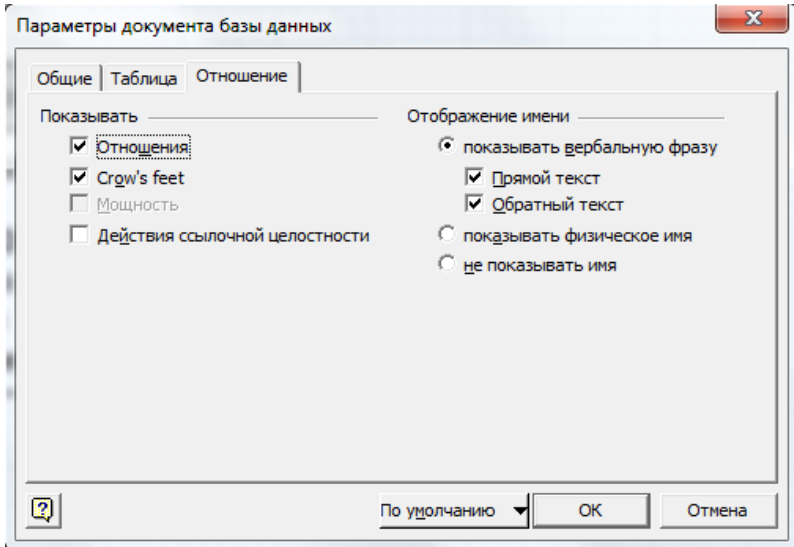 Параметры документа базы данных
Общие Таблица Отношение
Показывать
Отношения
Crow's feet
Мощность
Действия ссылочной целостности
Отображение имени
показывать вербальную фразу
Прямой текст
Обратный текст
показывать физическое имя
не показывать имя
По умолчанию OK Отмена